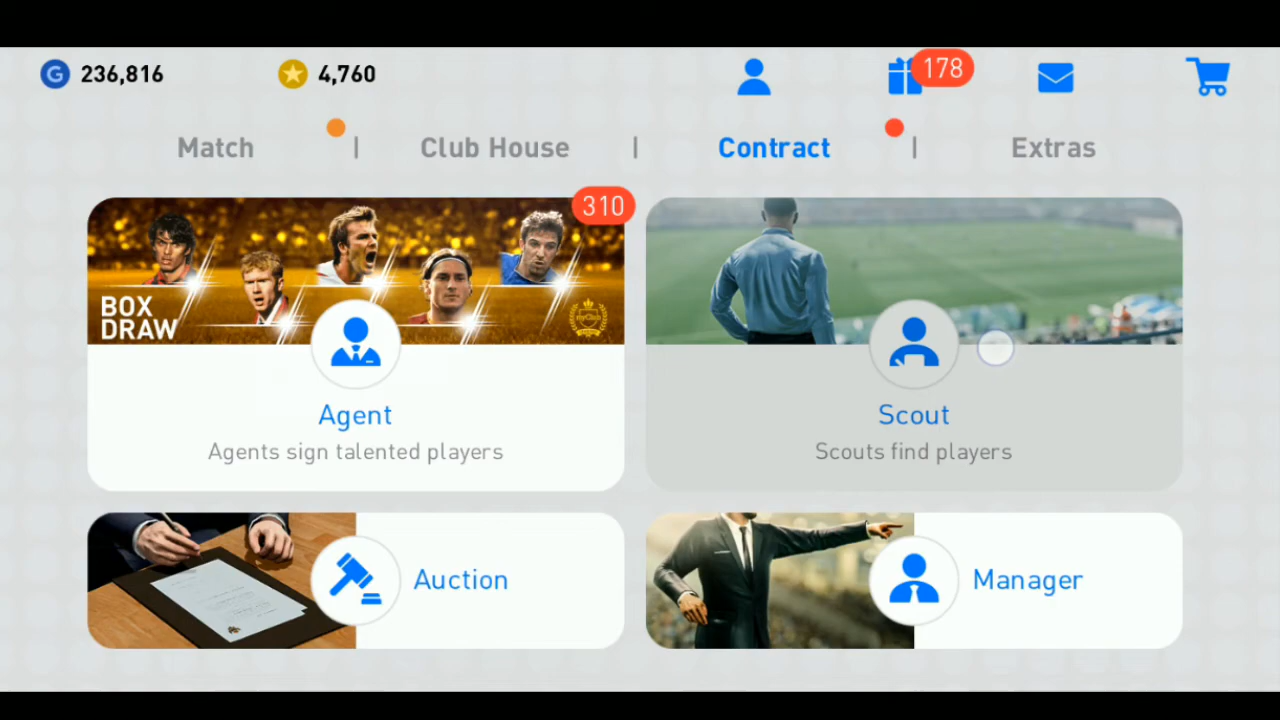 G 236,816
4,760
178
Match | Club House | Contract | Extras
310
BOX
DRAW
myClub
Agent
Agents sign talented players
Scout
Scouts find players
Auction
Manager